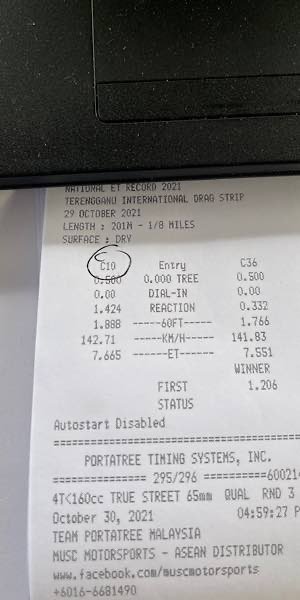 NATIONAL ET RECORD 2021
TERENGGANU INTERNATIONAL DRAG STRIP
29 OCTOBER 2021
LENGTH : 201M - 1/8 MILES
SURFACE : DRY
C10 Entry C36
0.500 0.000 TREE 0.500
0.00 DIAL-IN 0.00
1.424 REACTION 0.332
1.888 -----60FT----- 1.766
142.71 -----KM/H----- 141.83
7.665 -----ET----- 7.551
WINNER
FIRST 1.206
STATUS
Autostart Disabled
==================================
PORTATREE TIMING SYSTEMS, INC.
============== 295/296 ==========600214
4T<160cc TRUE STREET 65mm QUAL RND 3
October 30, 2021 04:59:27 P
TEAM PORTATREE MALAYSIA
MUSC MOTORSPORTS - ASEAN DISTRIBUTOR
www.facebook.com/muscmotorsports
+6016-6681490